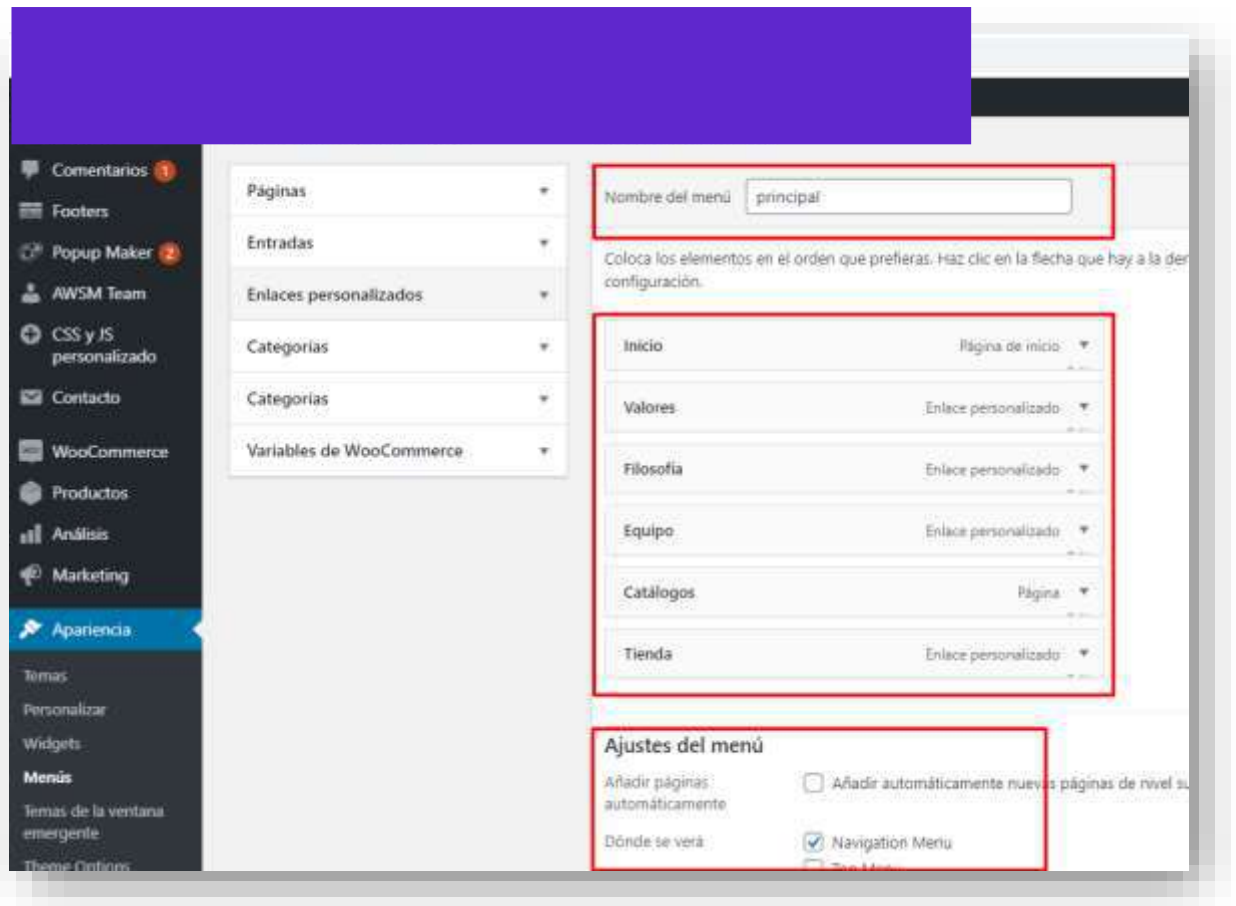 Comentarios 1
Footers
Popup Maker 2
AWSM Team
CSS y JS
personalizado
Contacto
WooCommerce
Productos
Análisis
Marketing
Apariencia
Temas
Personalizar
Widgets
Menús
Temas de la ventana
emergente
Theme Options
Páginas
Entradas
Enlaces personalizados
Categorías
Categorías
Variables de WooCommerce
Nombre del menú principal
Coloca los elementos en el orden que prefieras. Haz clic en la flecha que hay a la der
configuración.
Inicio Página de inicio
Valores Enlace personalizado
Filosofía Enlace personalizado
Equipo Enlace personalizado
Catálogos Página
Tienda Enlace personalizado
Ajustes del menú
Añadir páginas
automáticamente
Añadir automáticamente nuevas páginas de nivel su
Dónde se verá
Navigation Menu
Top Menu